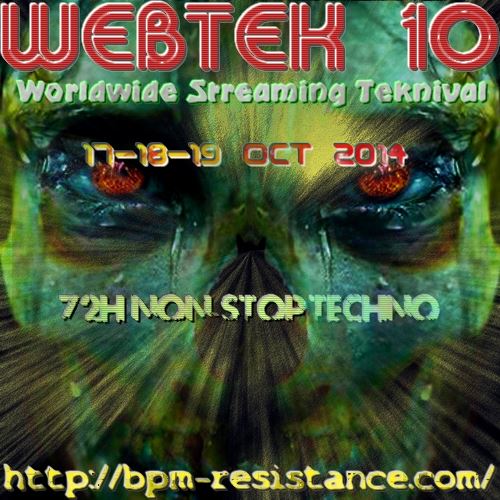 WEBTEK 10
Worldwide Streaming Teknival
17-18-19 OCT 2014
72H NON-STOP TECHNO
http://bpm-resistance.com/